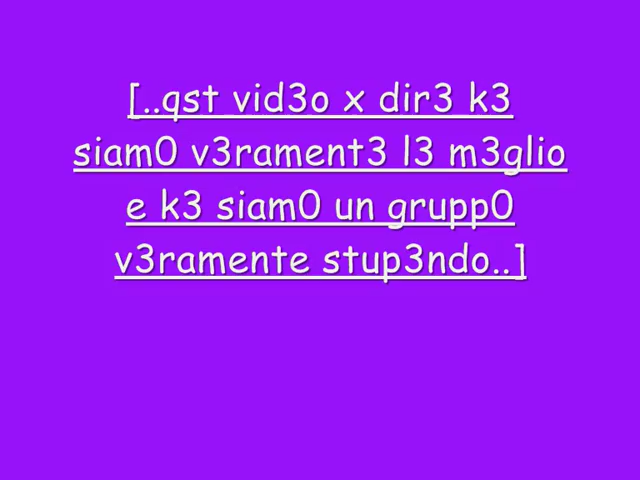 [..qst vid3o x dir3 k3
siam0 v3rament3 l3 m3glio
e k3 siam0 un grupp0
v3ramente stup3ndo..]